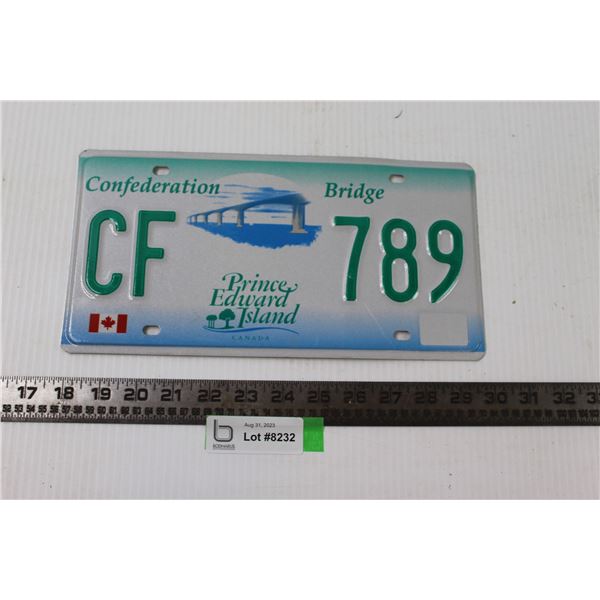 Confederation Bridge
CF 789
Prince
Edward
Island
CANADA
17 18 19 20 21 22 23 24 25 26 27 28 29 30 31 32
Aug 31, 2023
Lot #8232